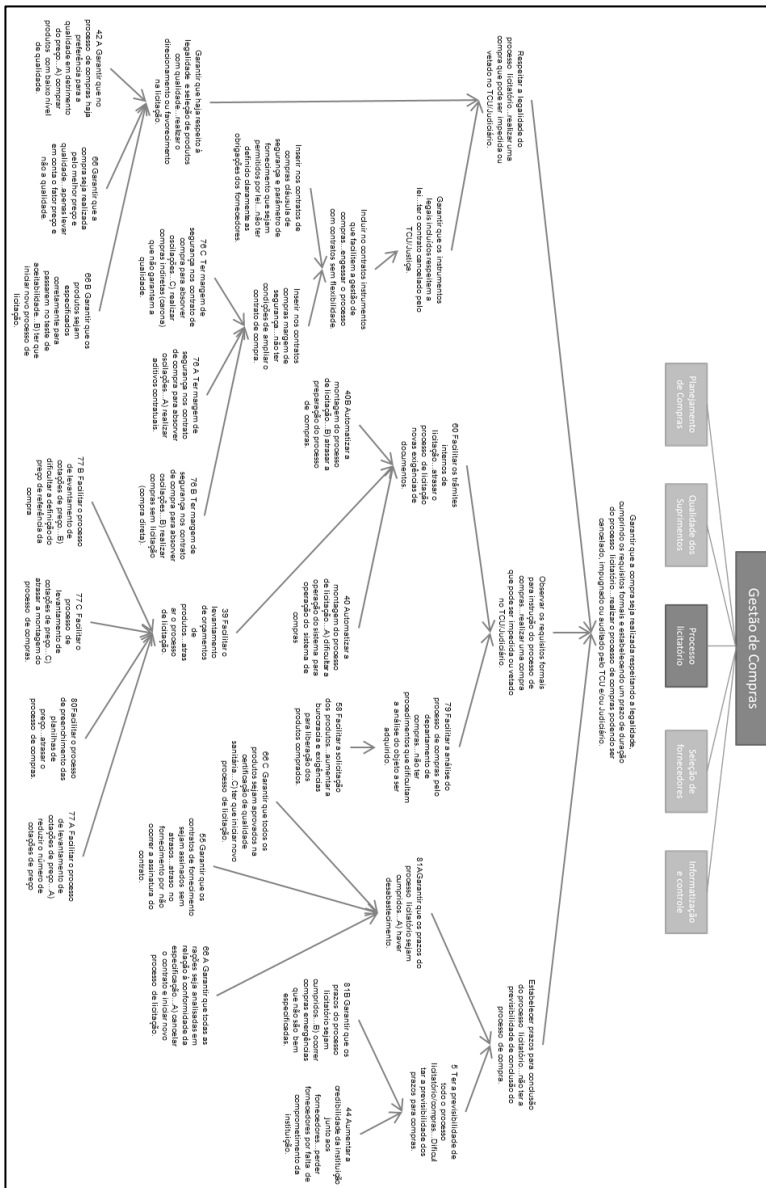 Gestão de Compras
Planejamento
de Compras
Qualidade dos
Suprimentos
Processo
licitatório
Seleção de
fornecedores
Informatização
e controle
Garantir que a compra seja realizada respeitando a legalidade,
cumprindo os requisitos formais e estabelecendo um prazo de duração
do processo licitatório...realizar o processo de compras podendo ser
cancelado, impugnado ou auditado pelo TCU e/ou Judiciário.
Respeitar a legalidade do
processo licitatório...realizar uma
compra que pode ser impedida ou
vetado no TCU/Judiciário.
Observar os requisitos formais
para instrução do processo de
compras...realizar uma compra
que pode ser impedida ou vetado
no TCU/Judiciário.
Estabelecer prazos para conclusão
do processo licitatório...não ter a
previsibilidade de conclusão do
processo de compra.
Garantir que os instrumentos
legais incluídos respeitem a
lei...ter o contrato cancelado pelo
TCU/Justiça
60 Facilitar os trâmites
internos de
licitação...atrasar o
processo de licitação
novas exigências de
documentos.
79 Facilitar a análise do
processo de compras pelo
departamento de
compras...não ter
procedimentos que dificultam
a análise do objeto a ser
adquirido
81AGarantir que os prazos do
processo licitatório sejam
cumpridos...A) haver
desabastecimento.
5 Ter a previsibilidade de
todo o processo
licitatório/compras...Dificul
tar a previsibilidade dos
prazos para compras.
Incluir no contratos instrumentos
que facilitem a gestão de
compras...engessar o processo
com contratos sem flexibilidade.
40B Automatizar a
montagem do processo
de licitação...B) atrasar a
preparação do processo
de compras.
40 Automatizar a
montagem do processo
de licitação...A) dificultar a
operação do sistema para
operação do sistema de
compras
58 Facilitar a solicitação
dos produtos...aumentar a
burocracia e exigências
para liberação dos
produtos comprados.
81B Garantir que os
prazos do processo
licitatório sejam
cumpridos...B) ocorrer
compras emergências
que não são bem
especificadas.
44 Aumentar a
credibilidade da instituição
junto aos
fornecedores...perder
fornecedores por falta de
comprometimento da
instituição.
Garantir que haja respeito à
legalidade e seleção de produtos
com qualidade...realizar o
direcionamento ou favorecimento
na licitação.
Inserir nos contratos de
compras cláusula de
segurança e parâmetro de
fornecimento que sejam
permitidos por lei...não ter
definido claramente as
obrigações dos fornecedores.
Inserir nos contratos
compras margem de
segurança...não ter
condições de ampliar o
contrato de compra.
39 Facilitar o
levantamento
de orçamentos
de
produtos...atras
ar o processo
de licitação.
66 C Garantir que todos os
produtos sejam aprovados na
certificação de qualidade
sanitária...C) ter que iniciar novo
processo de licitação.
55 Garantir que os
contratos de fornecimento
sejam assinados sem
atrasos...atraso no
fornecimento por não
ocorrer a assinatura do
contrato
66 A Garantir que todas as
rações seja analisadas em
relação à conformidade da
especificação...A) cancelar
o contrato e iniciar novo
processo de licitação.
42 A Garantir que no
processo de compras haja
preferência para a
qualidade em detrimento
do preço...A) comprar
produtos com baixo nível
de qualidade.
66 Garantir que a
compra seja realizada
pelo melhor preço e
qualidade...apenas levar
em conta o fator preço e
não a qualidade.
66 B Garantir que os
produtos sejam
especificados
corretamente para
passarem no teste de
aceitabilidade...B) ter que
iniciar novo processo de
licitação.
76 C Ter margem de
segurança nos contrato de
compra para absorver
oscilações...C) realizar
compras indiretas (carona)
que não garantem a
qualidade.
76 A Ter margem de
segurança nos contrato
de compra para absorver
oscilações...A) realizar
aditivos contratuais.
76 B Ter margem de
segurança nos contrato
de compra para absorver
oscilações...B) realizar
compras sem licitação
(compra direta).
77 B Facilitar o processo
de levantamento de
cotações de preço...B)
dificultar a definição do
preço de referência da
compra
77 C Facilitar o
processo de
levantamento de
cotações de preço...C)
atrasar a montagem do
processo de compras.
80Facilitar o processo
de preenchimento das
planilhas de
preço...atrasar o
processo de compras.
77 A Facilitar o processo
de levantamento de
cotações de preço...A)
reduzir o número de
cotações de preço